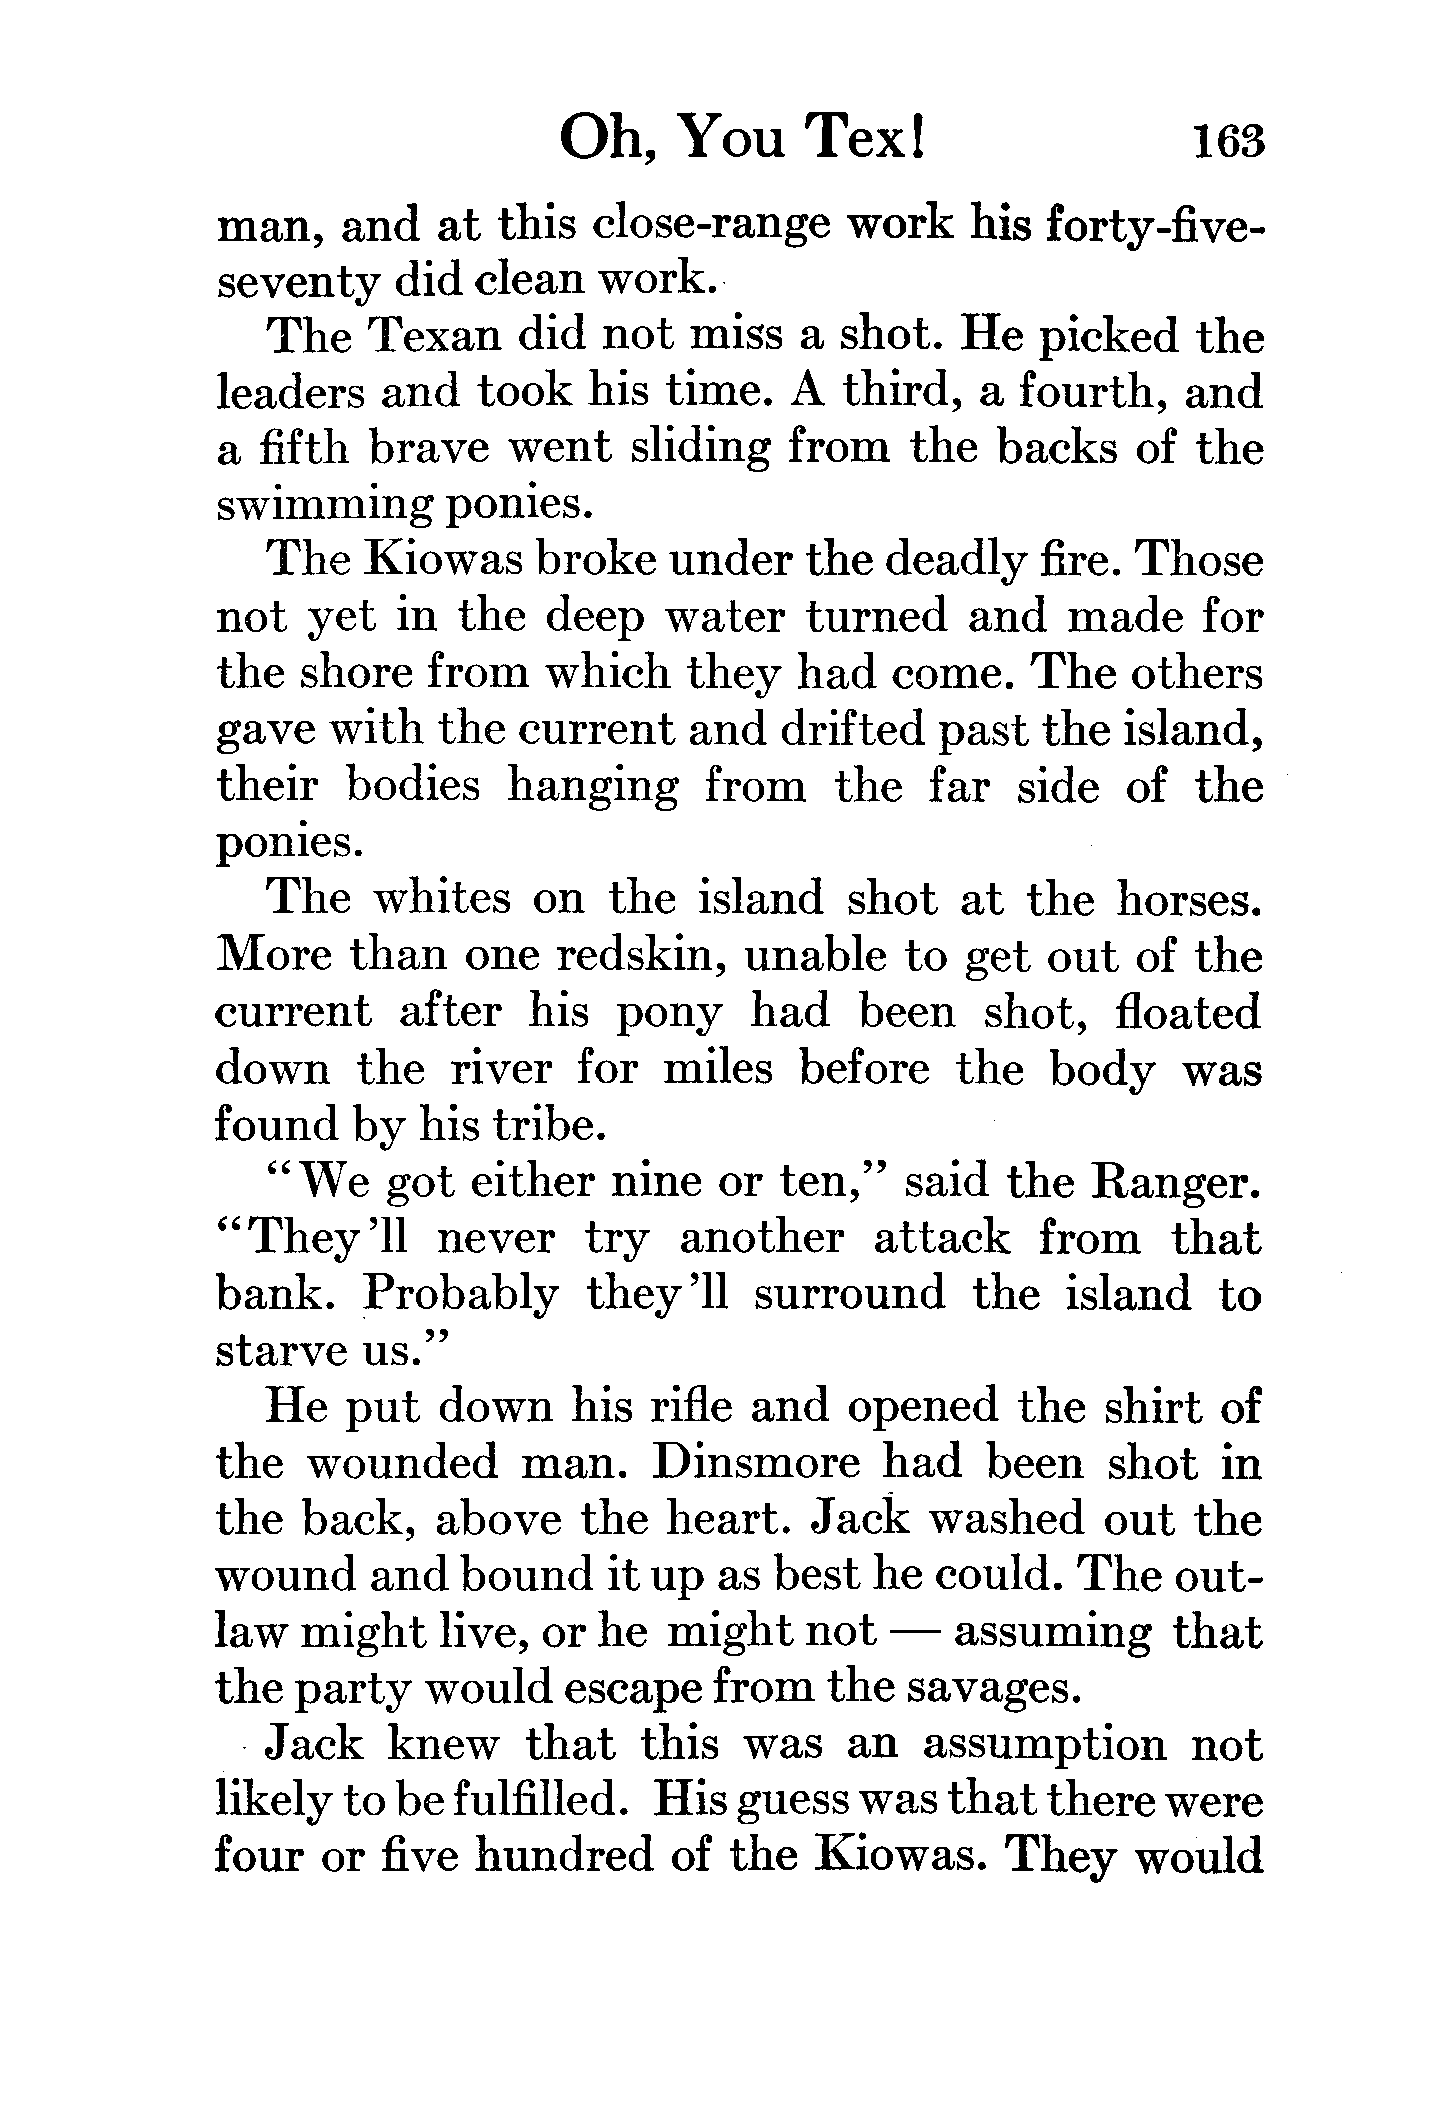 Oh, You Tex! 163
man, and at this close-range work his forty-five-
seventy did clean work.
The Texan did not miss a shot. He picked the
leaders and took his time. A third, a fourth, and
a fifth brave went sliding from the backs of the
swimming ponies.
The Kiowas broke under the deadly fire. Those
not yet in the deep water turned and made for
the shore from which they had come. The others
gave with the current and drifted past the island,
their bodies hanging from the far side of the
ponies.
The whites on the island shot at the horses.
More than one redskin, unable to get out of the
current after his pony had been shot, floated
down the river for miles before the body was
found by his tribe.
“We got either nine or ten,” said the Ranger.
“They’ll never try another attack from that
bank. Probably they’ll surround the island to
starve us.”
He put down his rifle and opened the shirt of
the wounded man. Dinsmore had been shot in
the back, above the heart. Jack washed out the
wound and bound it up as best he could. The out-
law might live, or he might not — assuming that
the party would escape from the savages.
Jack knew that this was an assumption not
likely to be fulfilled. His guess was that there were
four or five hundred of the Kiowas. They would